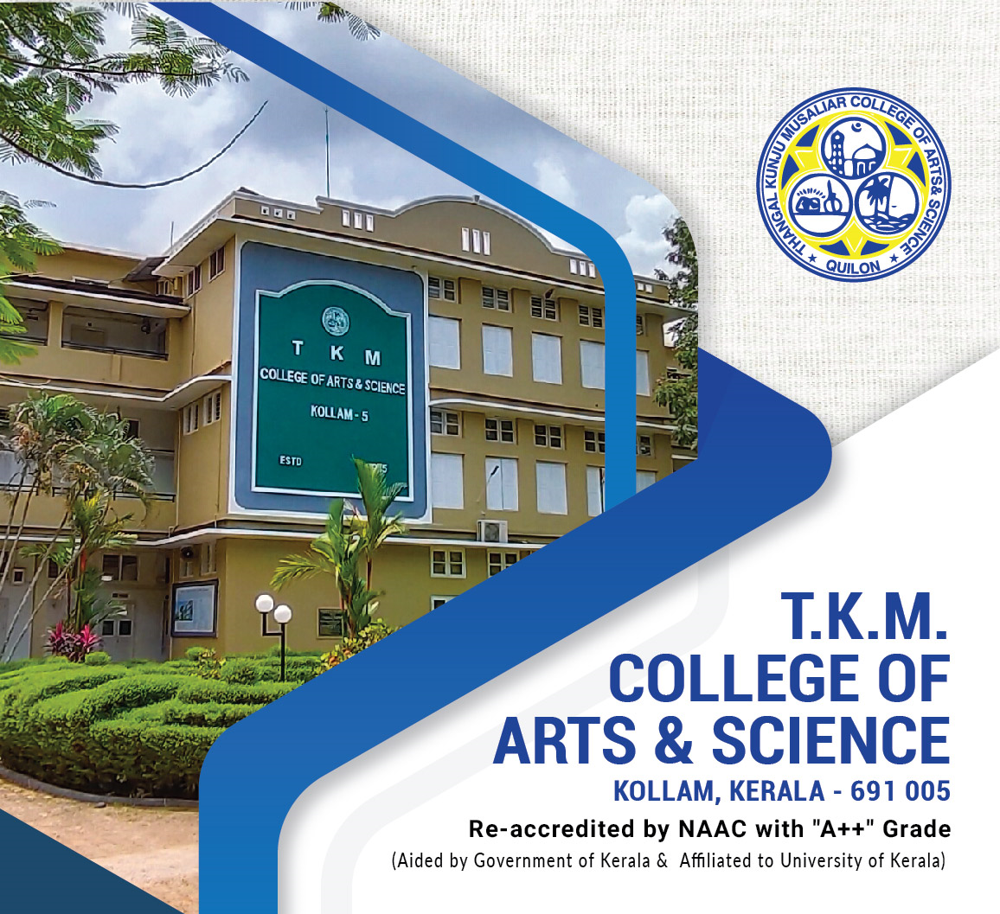 THANGAL KUNJU MUSALIAR COLLEGE OF ARTS& SCIENCE
★ QUILON ★
T K M
COLLEGE OF ARTS & SCIENCE
KOLLAM - 5
ESTD
T.K.M.
COLLEGE OF
ARTS & SCIENCE
KOLLAM, KERALA - 691 005
Re-accredited by NAAC with "A++" Grade
(Aided by Government of Kerala & Affiliated to University of Kerala)